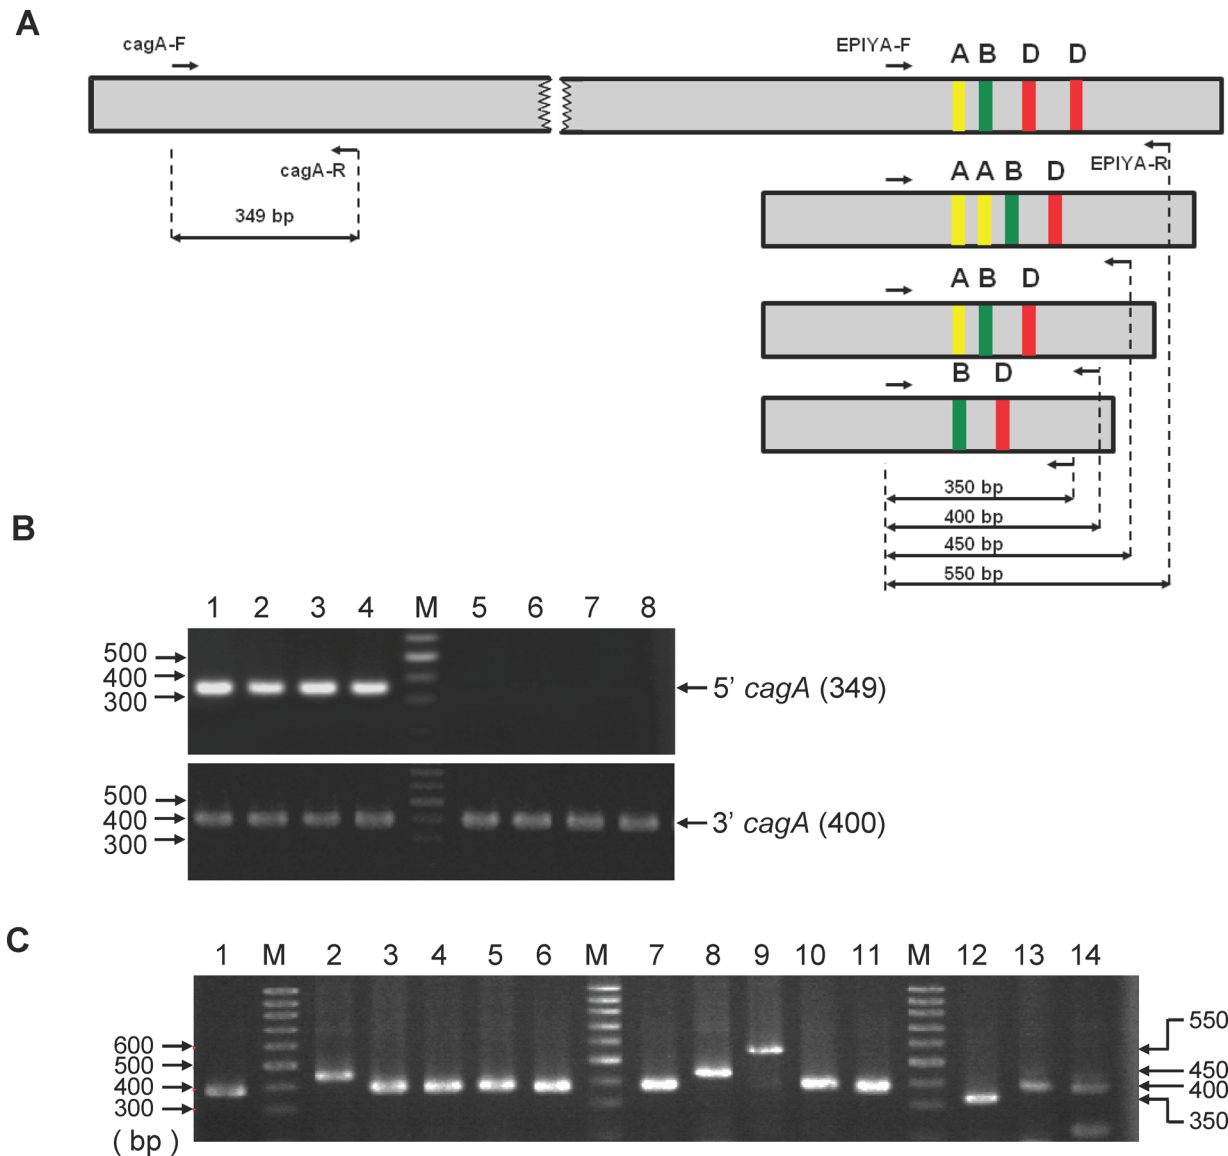 A
cagA-F
EPIYA-F
A B D D
cagA-R
349 bp
EPIYA-R
A A B D
A B D
B D
350 bp
400 bp
450 bp
550 bp
B
1 2 3 4 M 5 6 7 8
500
400
300
5’ cagA (349)
500
400
300
3’ cagA (400)
C
1 M 2 3 4 5 6 M 7 8 9 10 11 M 12 13 14
600
500
400
300
( bp )
550
450
400
350